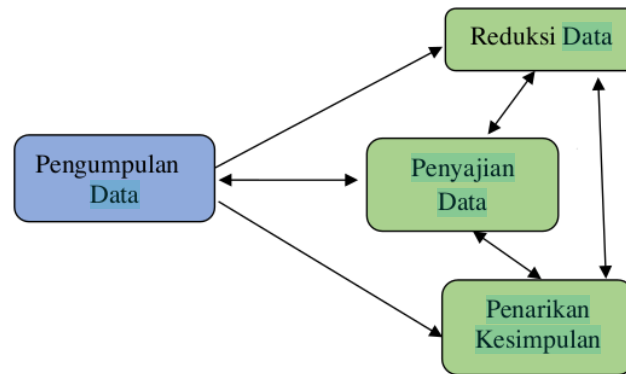 Reduksi Data
Pengumpulan
Data
Penyajian
Data
Penarikan
Kesimpulan